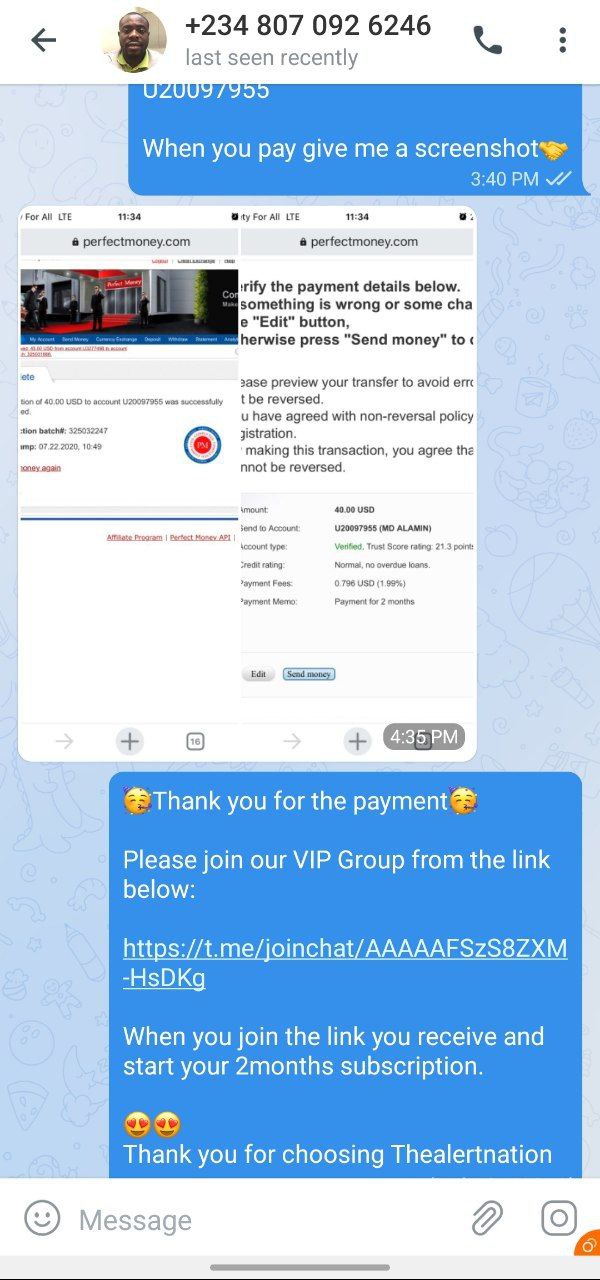 +234 807 092 6246
last seen recently
U20097955
When you pay give me a screenshot🤝
3:40 PM
For All LTE 11:34
perfectmoney.com
Perfect Money
My Account Send Money Currency Exchange Deposit Withdraw Statement
tion of 40.00 USD to account U20097955 was successfully
ed.
tion batch#: 325032247
mp: 07.22.2020, 10:49
PM
oney again
Affiliate Program | Perfect Money API |
16
ty For All LTE 11:34
perfectmoney.com
erify the payment details below.
something is wrong or some cha
e "Edit" button,
herwise press "Send money" to
ease preview your transfer to avoid erro
t be reversed.
u have agreed with non-reversal policy
gistration.
making this transaction, you agree tha
nnot be reversed.
Amount: 40.00 USD
Send to Account: U20097955 (MD ALAMIN)
Account type: Verified, Trust Score rating: 21.3 points
Credit rating: Normal, no overdue loans.
Payment Fees: 0.796 USD (1.99%)
Payment Memo: Payment for 2 months
Edit Send money
4:35 PM
🥳Thank you for the payment🥳
Please join our VIP Group from the link
below:
https://t.me/joinchat/AAAAAFSzS8ZXM
-HsDKg
When you join the link you receive and
start your 2months subscription.
😍😍
Thank you for choosing Thealertnation
Message